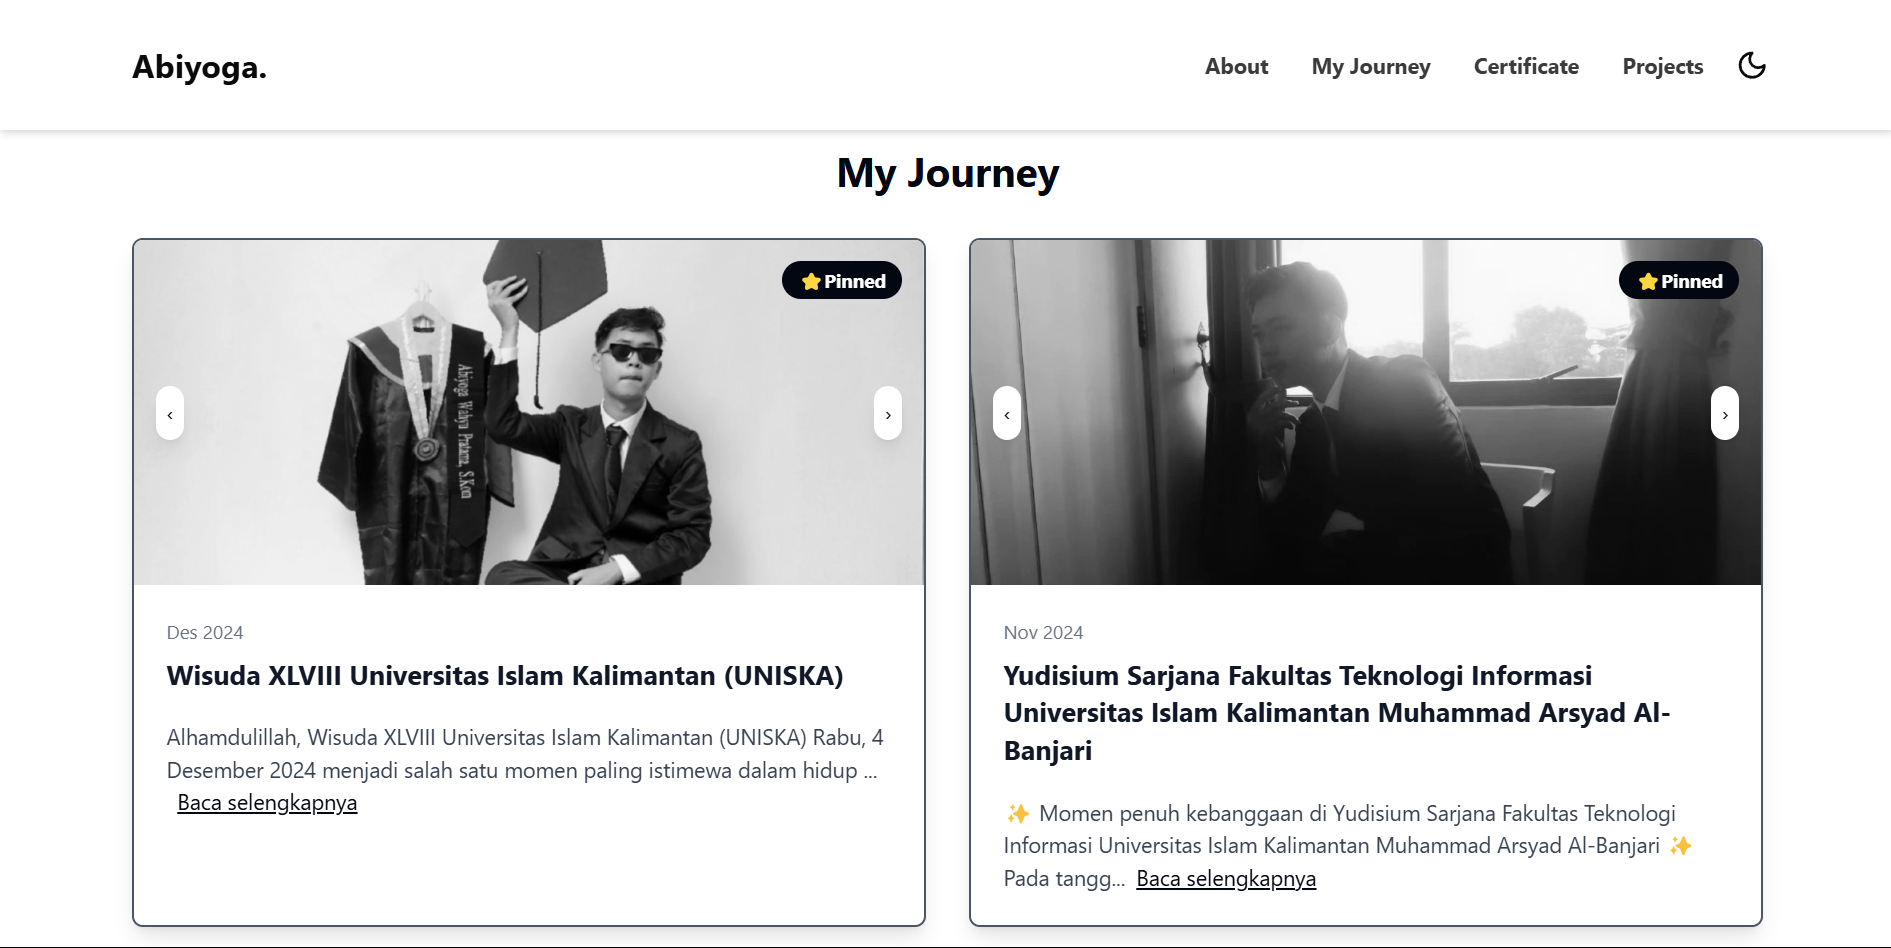 Abiyoga.
About My Journey Certificate Projects
My Journey
⭐ Pinned
Abiyoga Wahyu Pratama, S.Kom
‹
›
Des 2024
Wisuda XLVIII Universitas Islam Kalimantan (UNISKA)
Alhamdulillah, Wisuda XLVIII Universitas Islam Kalimantan (UNISKA) Rabu, 4
Desember 2024 menjadi salah satu momen paling istimewa dalam hidup ...
Baca selengkapnya
⭐ Pinned
‹
›
Nov 2024
Yudisium Sarjana Fakultas Teknologi Informasi
Universitas Islam Kalimantan Muhammad Arsyad Al-
Banjari
✨ Momen penuh kebanggaan di Yudisium Sarjana Fakultas Teknologi
Informasi Universitas Islam Kalimantan Muhammad Arsyad Al-Banjari ✨
Pada tangg... Baca selengkapnya